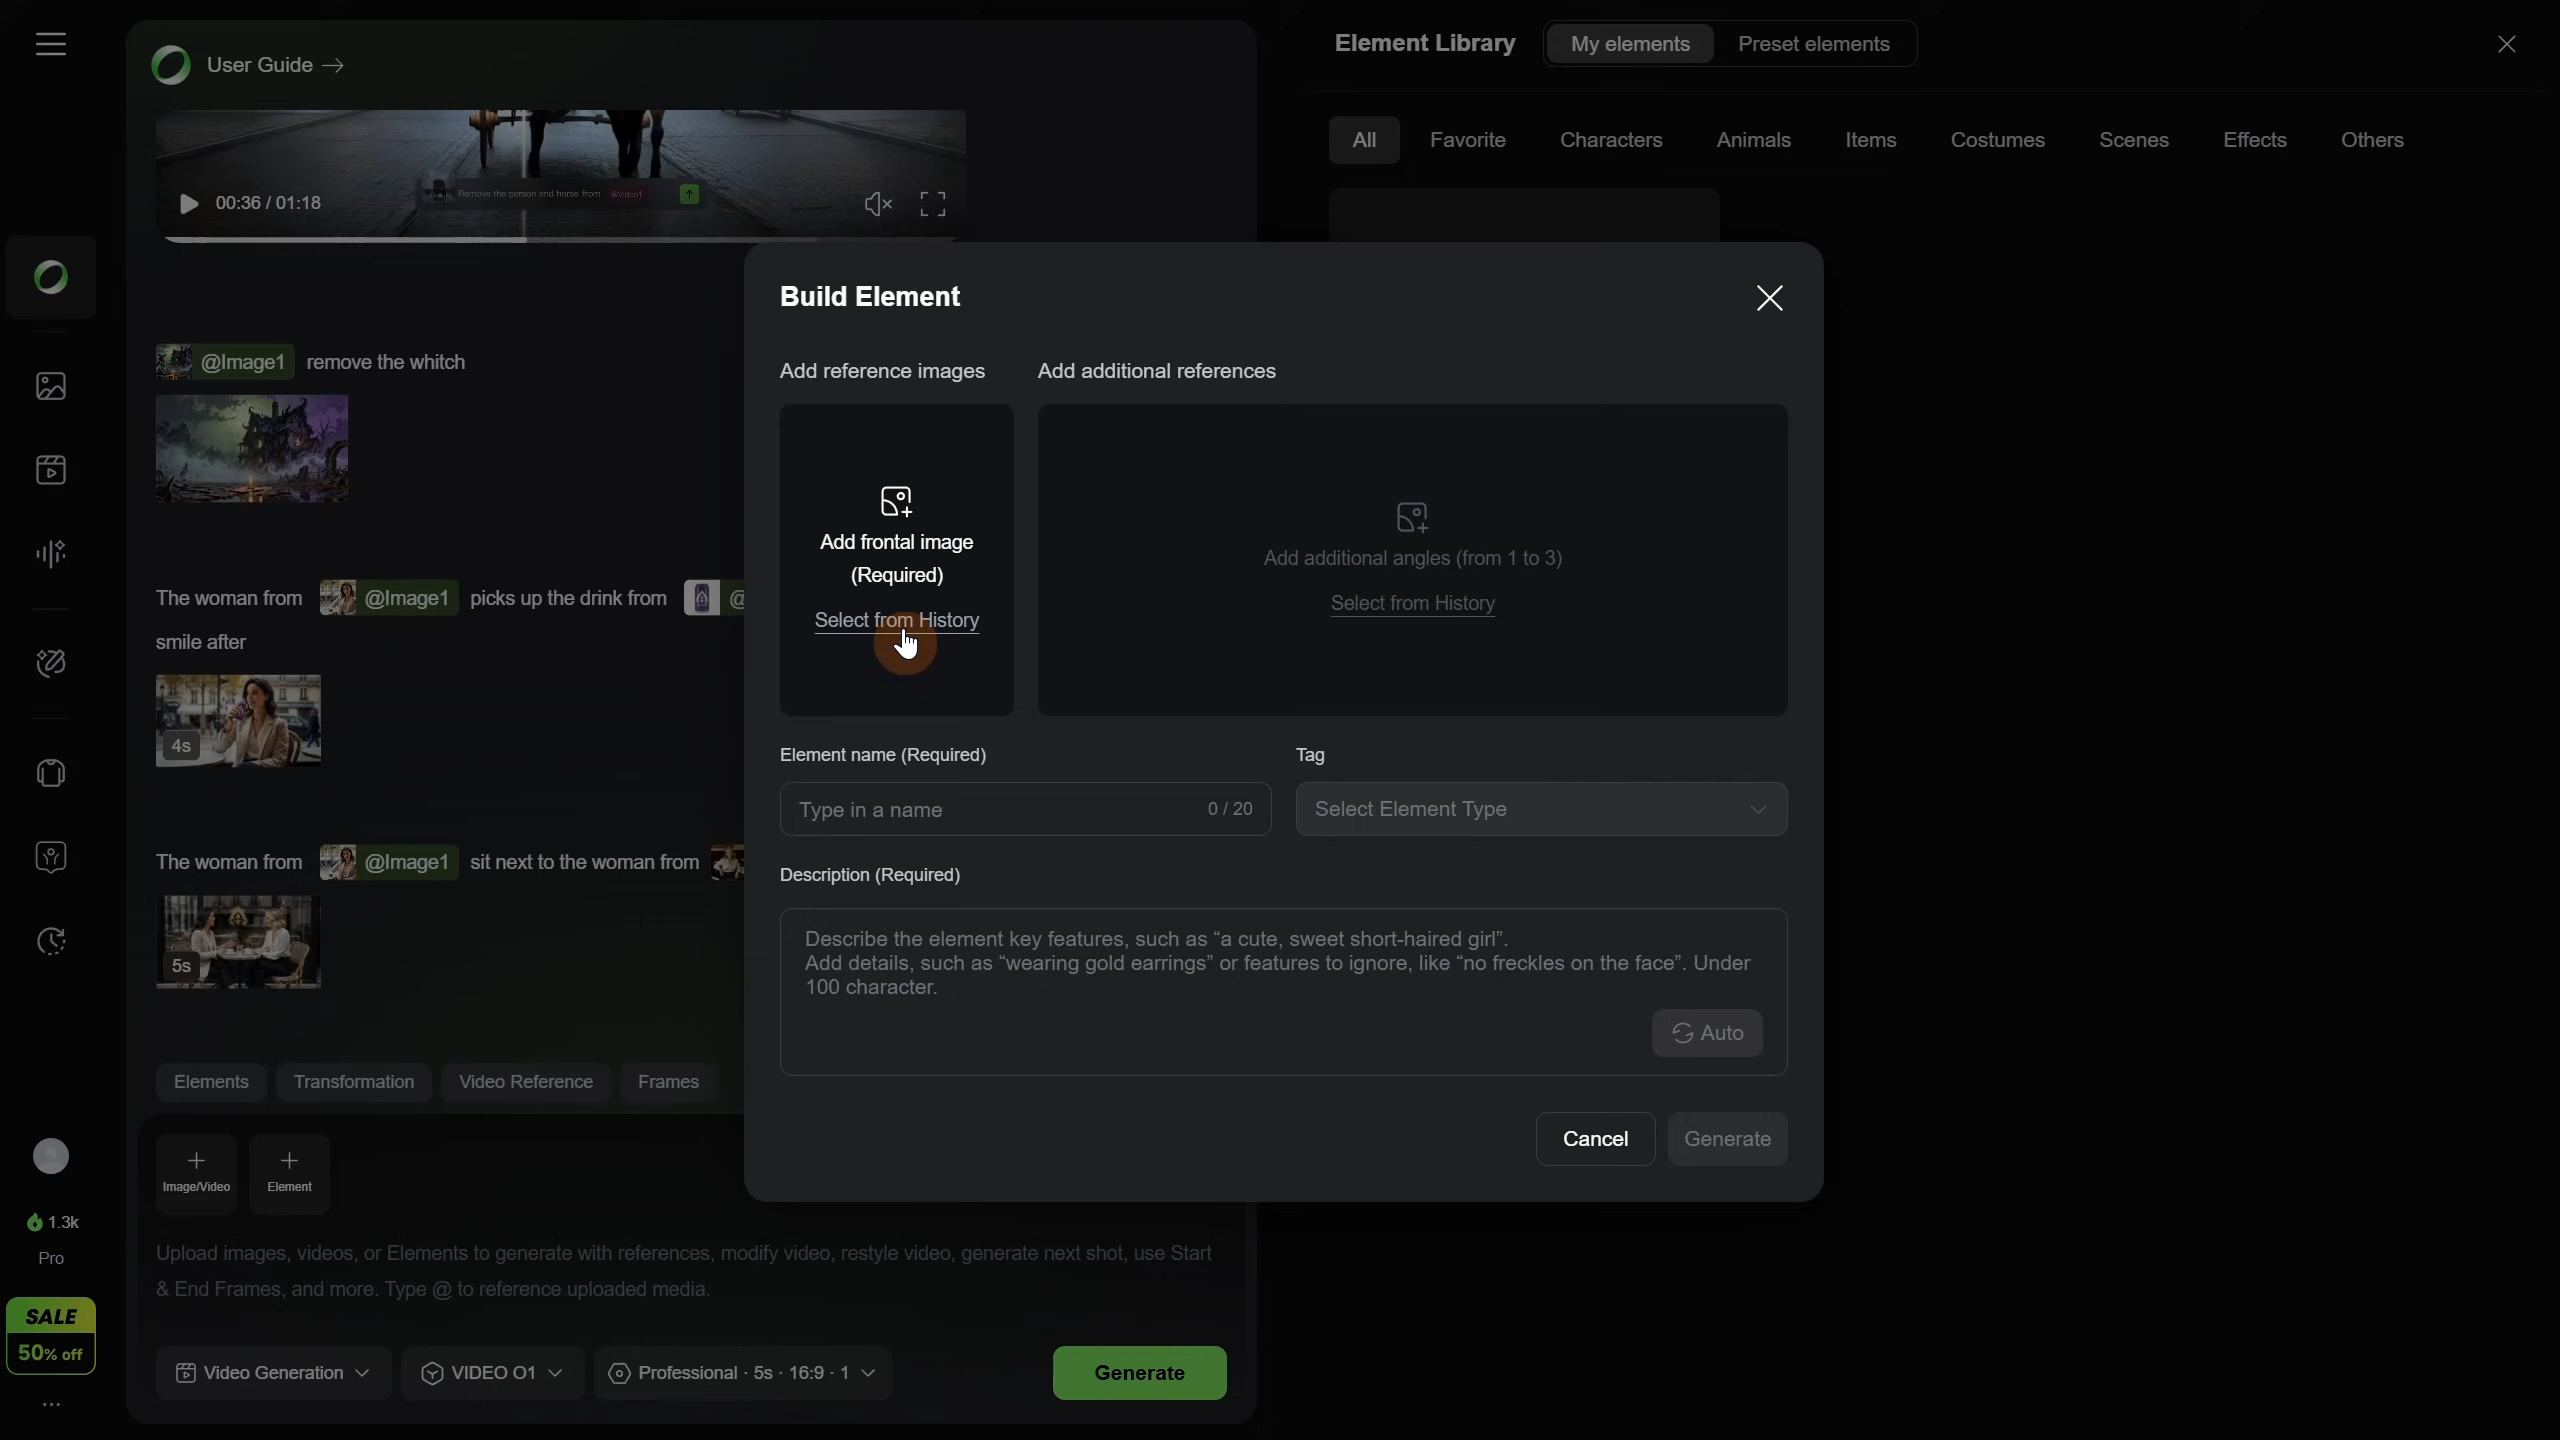 User Guide →
Element Library
My elements
Preset elements
All
Favorite
Characters
Animals
Items
Costumes
Scenes
Effects
Others
00:36 / 01:18
Remove the person and horse from @Video1
@Image1 remove the whitch
The woman from @Image1 picks up the drink from @
smile after
4s
The woman from @Image1 sit next to the woman from
5s
Build Element
Add reference images
Add additional references
Add frontal image
(Required)
Select from History
Add additional angles (from 1 to 3)
Select from History
Element name (Required)
Tag
Type in a name
0 / 20
Select Element Type
Description (Required)
Describe the element key features, such as “a cute, sweet short-haired girl”.
Add details, such as “wearing gold earrings” or features to ignore, like “no freckles on the face”. Under
100 character.
Auto
Cancel
Generate
Elements
Transformation
Video Reference
Frames
Image/Video
Element
Upload images, videos, or Elements to generate with references, modify video, restyle video, generate next shot, use Start
& End Frames, and more. Type @ to reference uploaded media.
Video Generation
VIDEO O1
Professional · 5s · 16:9 · 1
Generate
1.3k
Pro
SALE
50% off
...